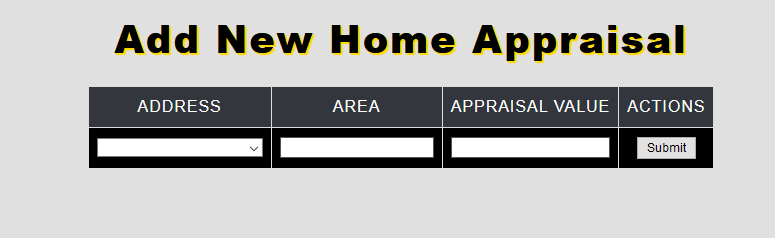 Add New Home Appraisal
ADDRESS AREA APPRAISAL VALUE ACTIONS
Submit